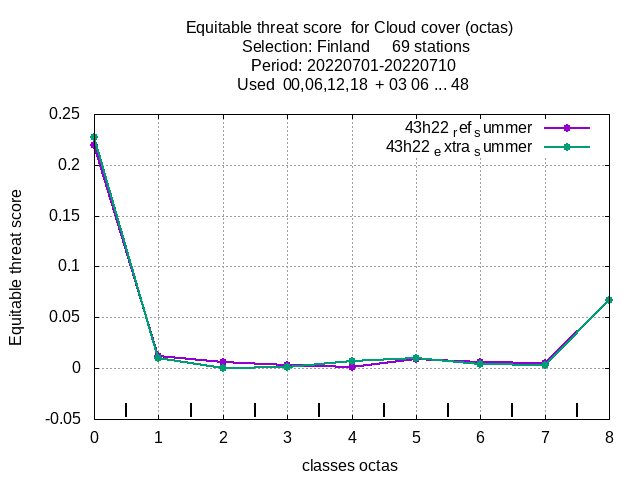 Equitable threat score for Cloud cover (octas)
Selection: Finland 69 stations
Period: 20220701-20220710
Used 00,06,12,18 + 03 06 ... 48
43h22 ref summer
43h22 extra summer
0.25
0.2
0.15
0.1
0.05
0
-0.05
Equitable threat score
0 1 2 3 4 5 6 7 8
classes octas